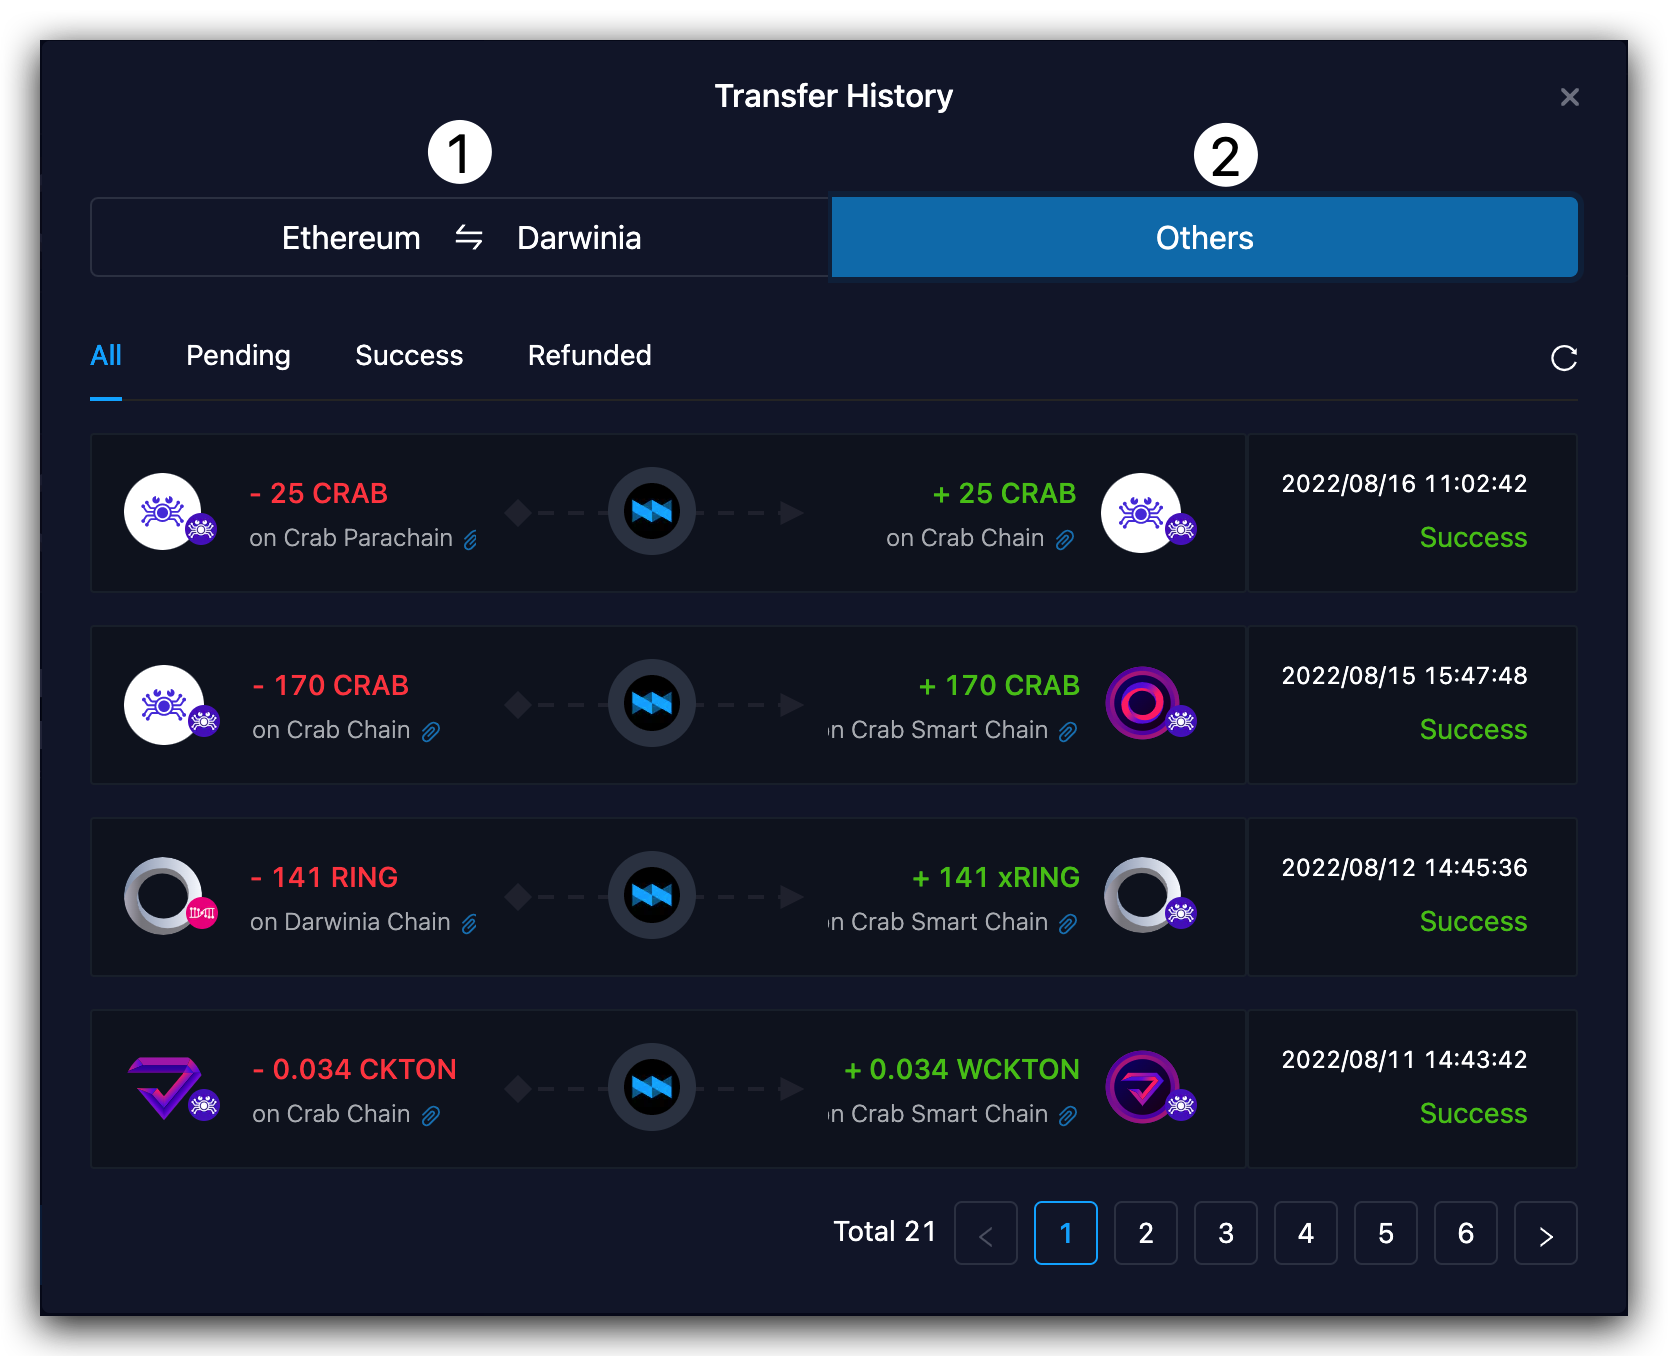 Transfer History
1
2
Ethereum ⇋ Darwinia
Others
All
Pending
Success
Refunded
- 25 CRAB
on Crab Parachain
+ 25 CRAB
on Crab Chain
2022/08/16 11:02:42
Success
- 170 CRAB
on Crab Chain
+ 170 CRAB
n Crab Smart Chain
2022/08/15 15:47:48
Success
- 141 RING
on Darwinia Chain
+ 141 xRING
n Crab Smart Chain
2022/08/12 14:45:36
Success
- 0.034 CKTON
on Crab Chain
+ 0.034 WCKTON
n Crab Smart Chain
2022/08/11 14:43:42
Success
Total 21 < 1 2 3 4 5 6 >